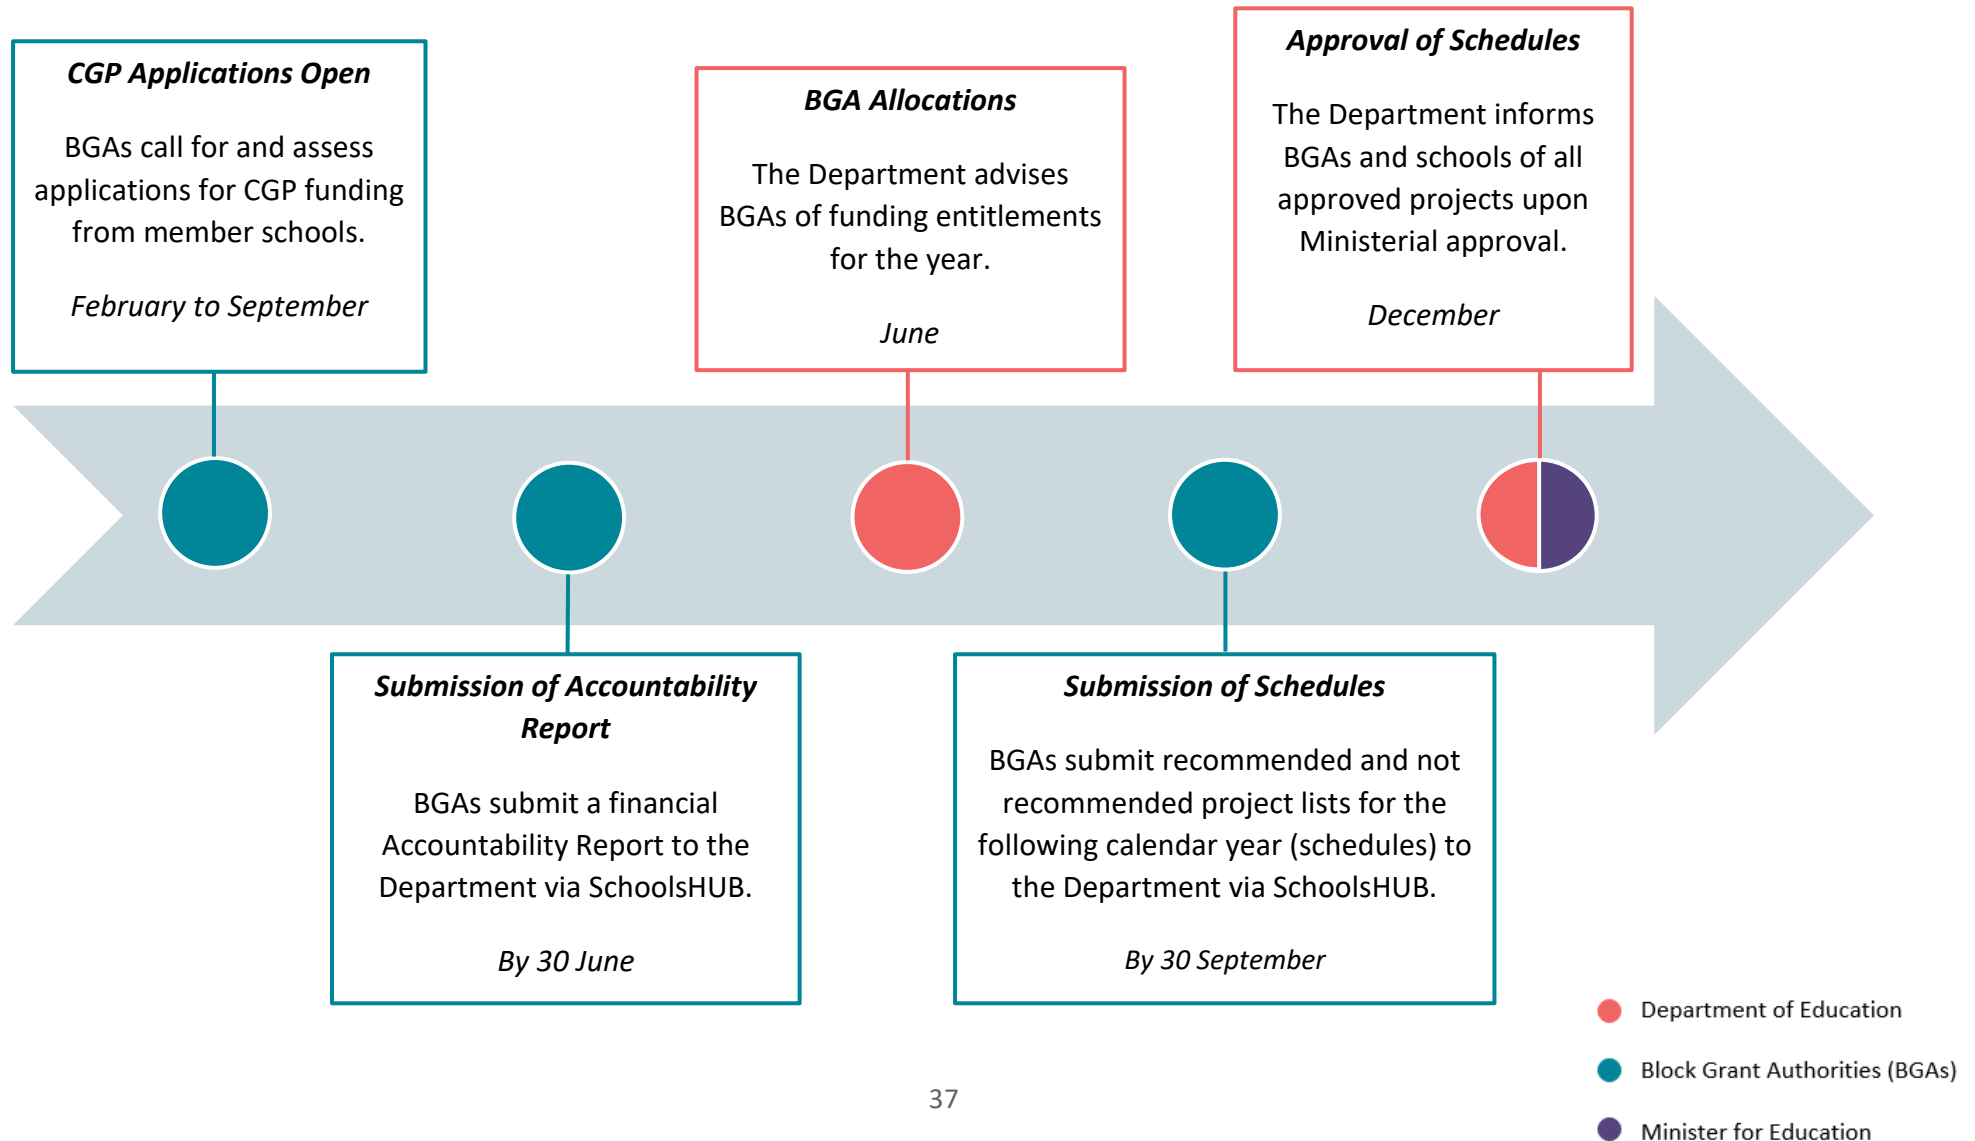 CGP Applications Open
BGAs call for and assess
applications for CGP funding
from member schools.
February to September
BGA Allocations
The Department advises
BGAs of funding entitlements
for the year.
June
Approval of Schedules
The Department informs
BGAs and schools of all
approved projects upon
Ministerial approval.
December
Submission of Accountability
Report
BGAs submit a financial
Accountability Report to the
Department via SchoolsHUB.
By 30 June
Submission of Schedules
BGAs submit recommended and not
recommended project lists for the
following calendar year (schedules) to
the Department via SchoolsHUB.
By 30 September
Department of Education
Block Grant Authorities (BGAs)
Minister for Education
37